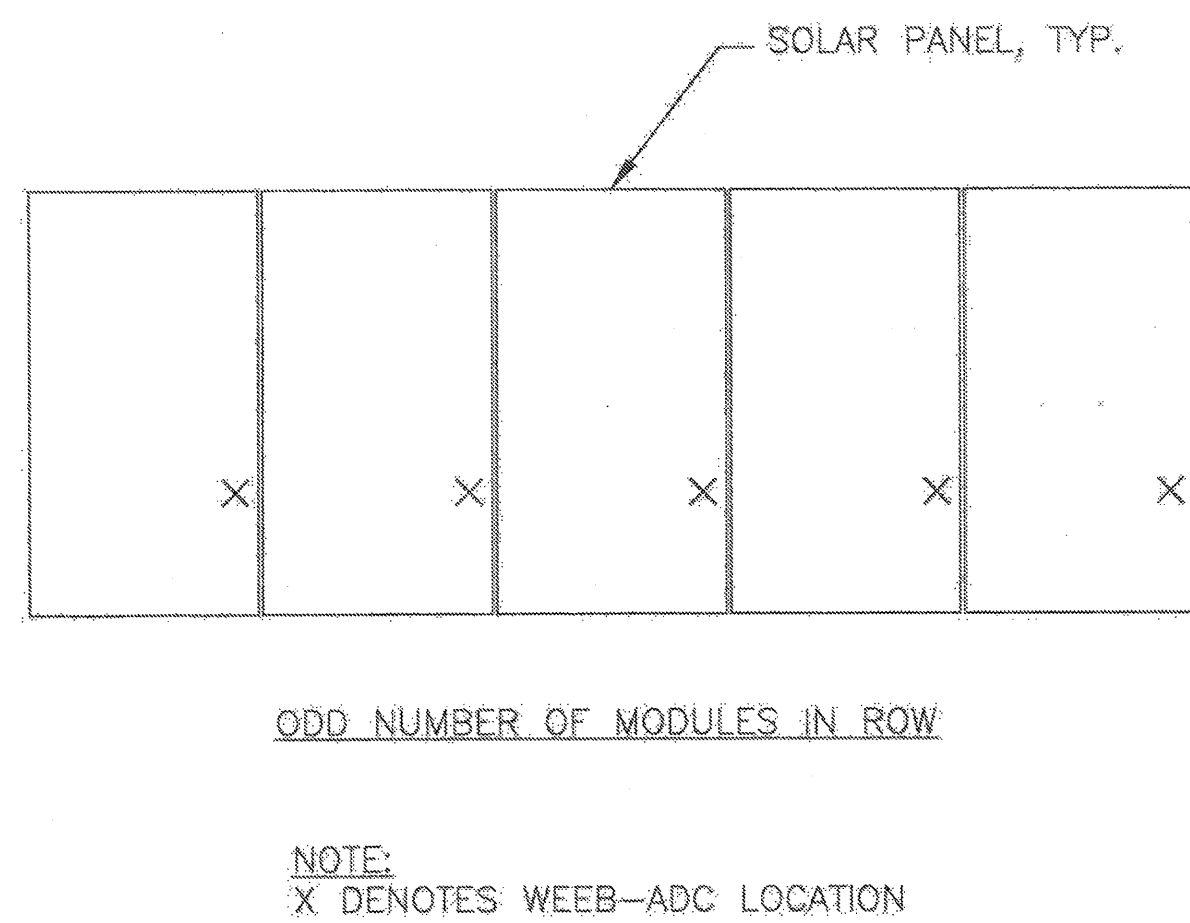 SOLAR PANEL, TYP.
X X X X X
ODD NUMBER OF MODULES IN ROW
NOTE:
X DENOTES WEEB-ADC LOCATION